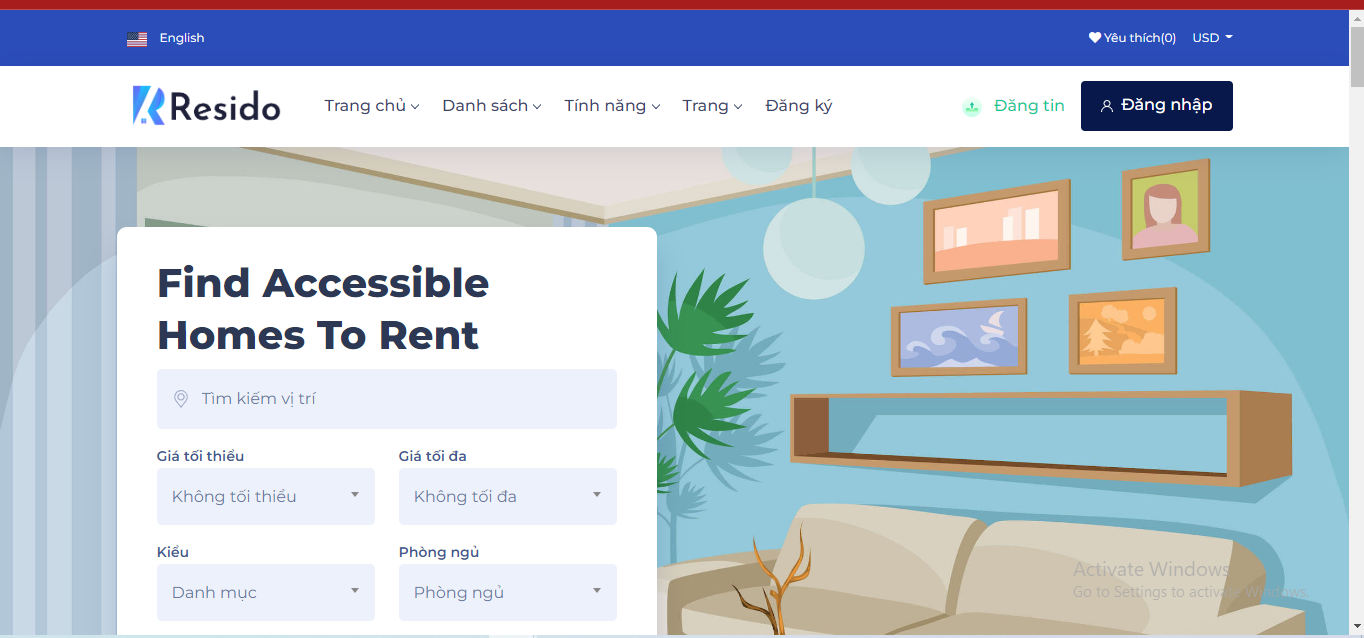 English
Yêu thích(0) USD
Resido
Trang chủ Danh sách Tính năng Trang Đăng ký Đăng tin Đăng nhập
Find Accessible
Homes To Rent
Tìm kiếm vị trí
Giá tối thiểu Giá tối đa
Không tối thiểu Không tối đa
Kiểu Phòng ngủ
Danh mục Phòng ngủ
Activate Windows
Go to Settings to activate Windows.